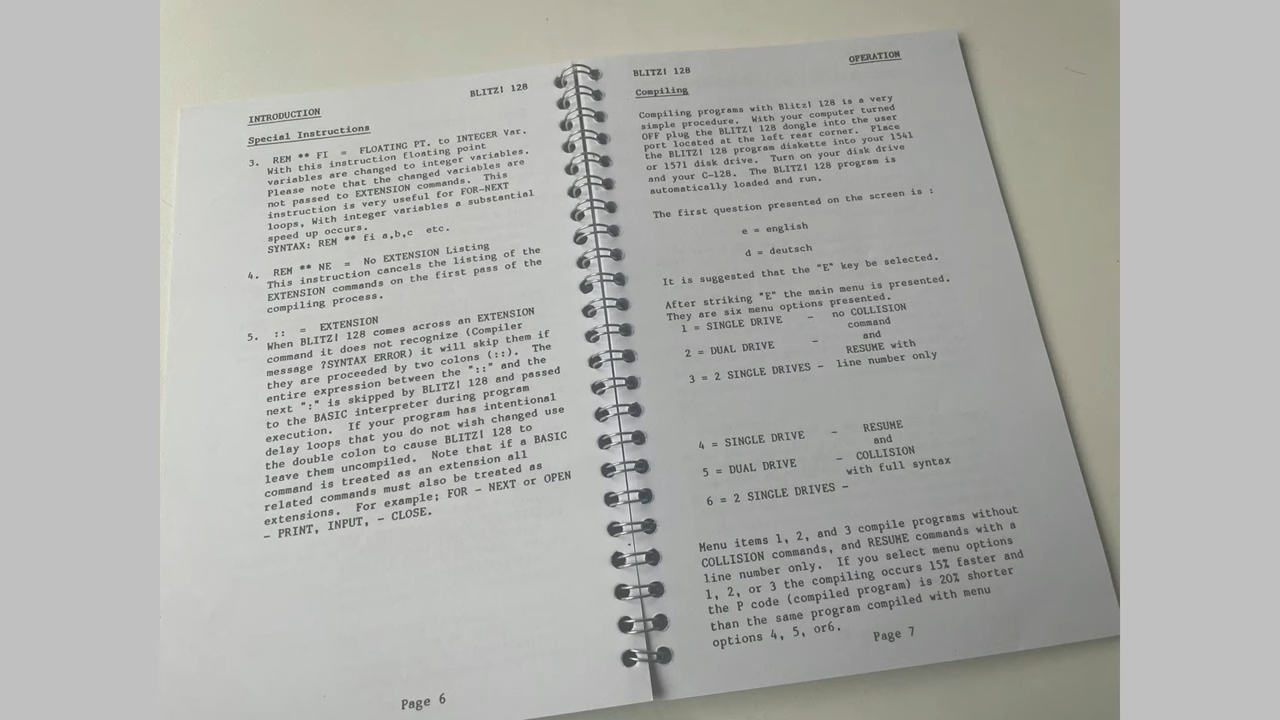 BLITZ! 128
INTRODUCTION
Special Instructions
3. REM ** FI = FLOATING PT. to INTEGER Var.
With this instruction floating point
variables are changed to integer variables.
Please note that the changed variables are
not passed to EXTENSION commands. This
instruction is very useful for FOR-NEXT
loops, With integer variables a substantial
speed up occurs.
SYNTAX: REM ** fi a,b,c etc.
4. REM ** NE = No EXTENSION Listing
This instruction cancels the listing of the
EXTENSION commands on the first pass of the
compiling process.
5. :: = EXTENSION
When BLITZ! 128 comes across an EXTENSION
command it does not recognize (Compiler
message ?SYNTAX ERROR) it will skip them if
they are proceeded by two colons (::). The
entire expression between the "::" and the
next ":" is skipped by BLITZ! 128 and passed
to the BASIC interpreter during program
execution. If your program has intentional
delay loops that you do not wish changed use
the double colon to cause BLITZ! 128 to
leave them uncompiled. Note that if a BASIC
command is treated as an extension all
related commands must also be treated as
extensions. For example; FOR - NEXT or OPEN
- PRINT, INPUT, - CLOSE.
Page 6
BLITZ! 128 OPERATION
Compiling
Compiling programs with Blitz! 128 is a very
simple procedure. With your computer turned
OFF plug the BLITZ! 128 dongle into the user
port located at the left rear corner. Place
the BLITZ! 128 program diskette into your 1541
or 1571 disk drive. Turn on your disk drive
and your C-128. The BLITZ! 128 program is
automatically loaded and run.
The first question presented on the screen is :
e = english
d = deutsch
It is suggested that the "E" key be selected.
After striking "E" the main menu is presented.
They are six menu options presented.
1 = SINGLE DRIVE - no COLLISION
command
2 = DUAL DRIVE - and
RESUME with
3 = 2 SINGLE DRIVES - line number only
4 = SINGLE DRIVE - RESUME
and
5 = DUAL DRIVE - COLLISION
with full syntax
6 = 2 SINGLE DRIVES -
Menu items 1, 2, and 3 compile programs without
COLLISION commands, and RESUME commands with a
line number only. If you select menu options
1, 2, or 3 the compiling occurs 15% faster and
the P code (compiled program) is 20% shorter
than the same program compiled with menu
options 4, 5, or6.
Page 7